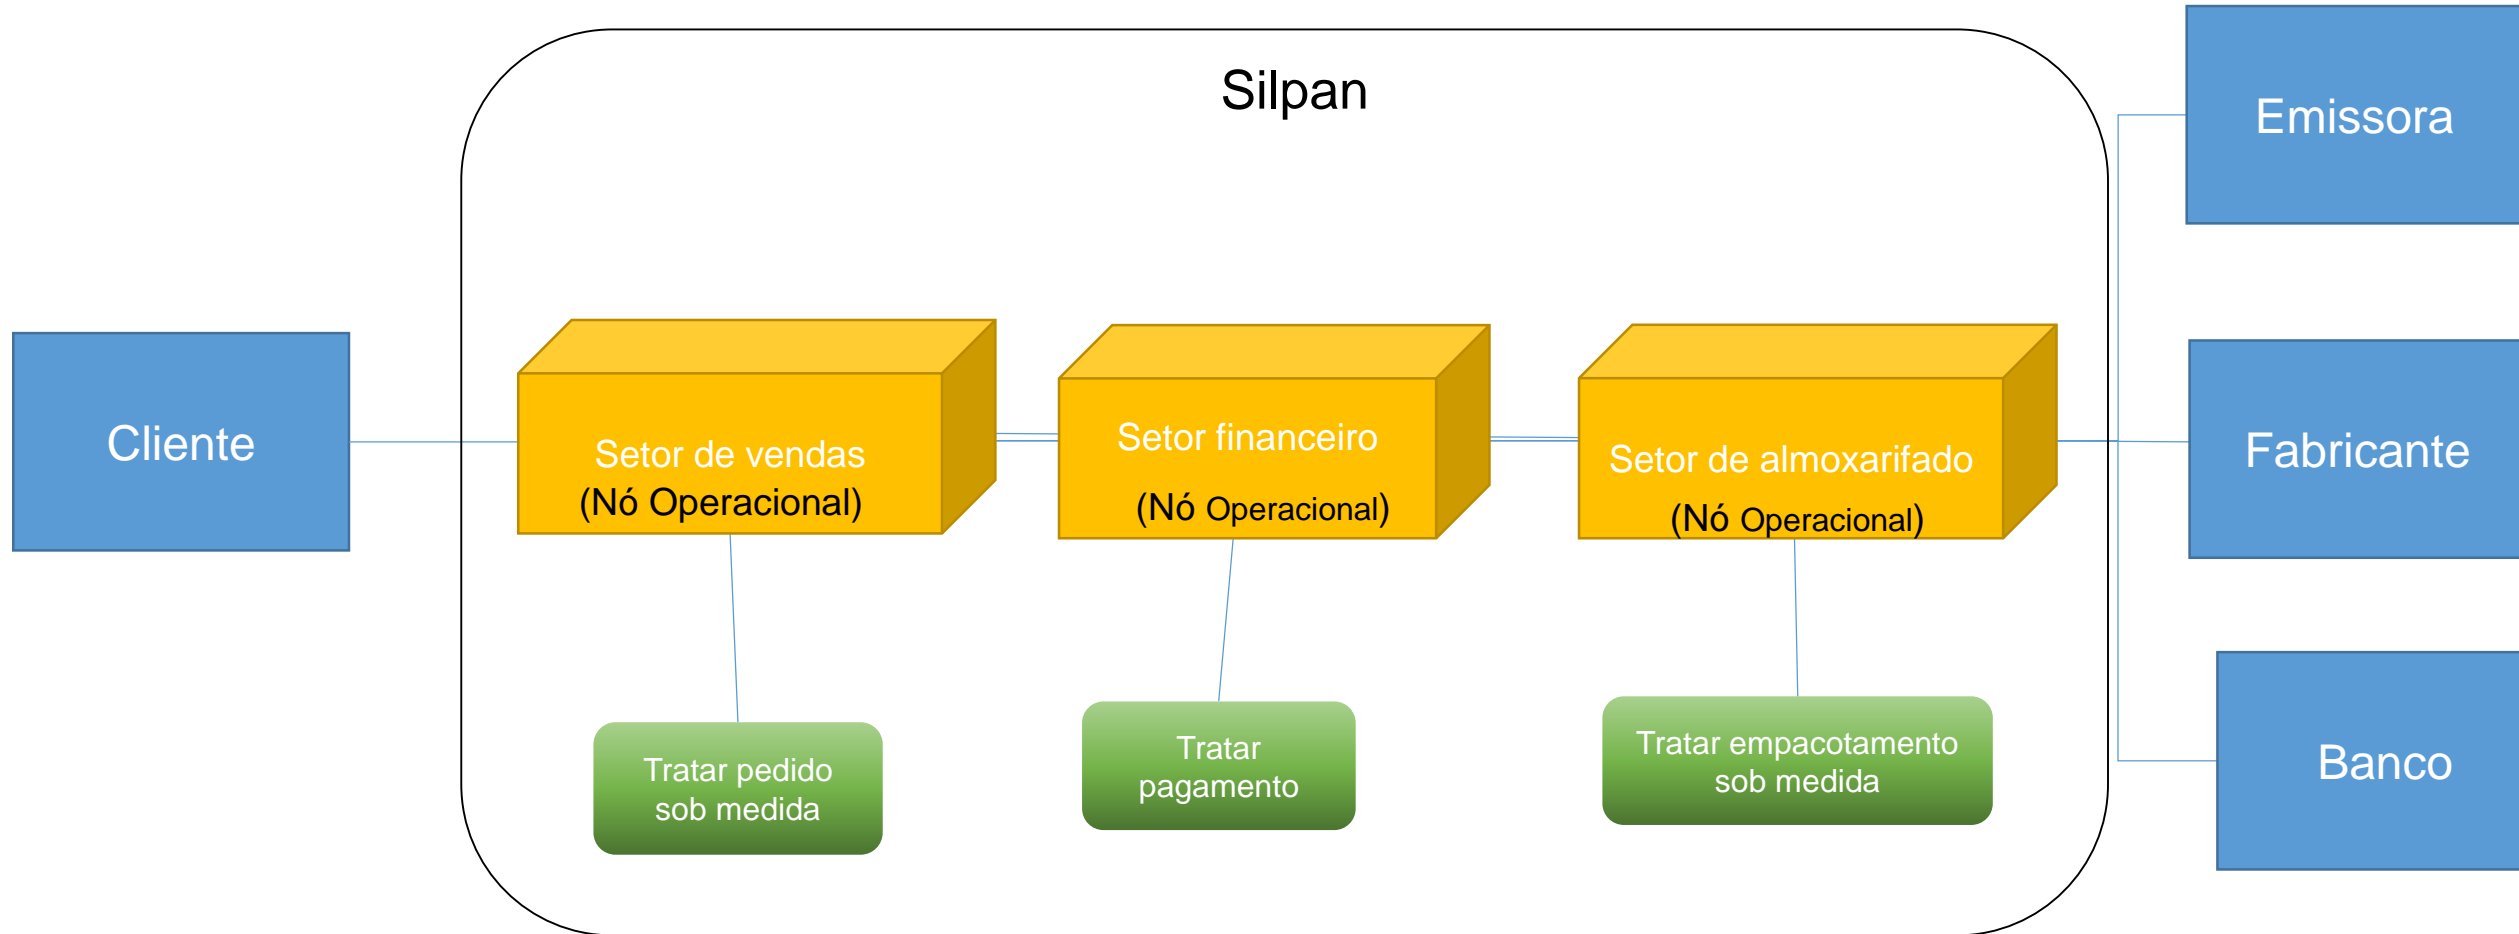 Silpan
Emissora
Cliente
Setor de vendas
(Nó Operacional)
Setor financeiro
(Nó Operacional)
Setor de almoxarifado
(Nó Operacional)
Fabricante
Tratar pedido
sob medida
Tratar
pagamento
Tratar empacotamento
sob medida
Banco